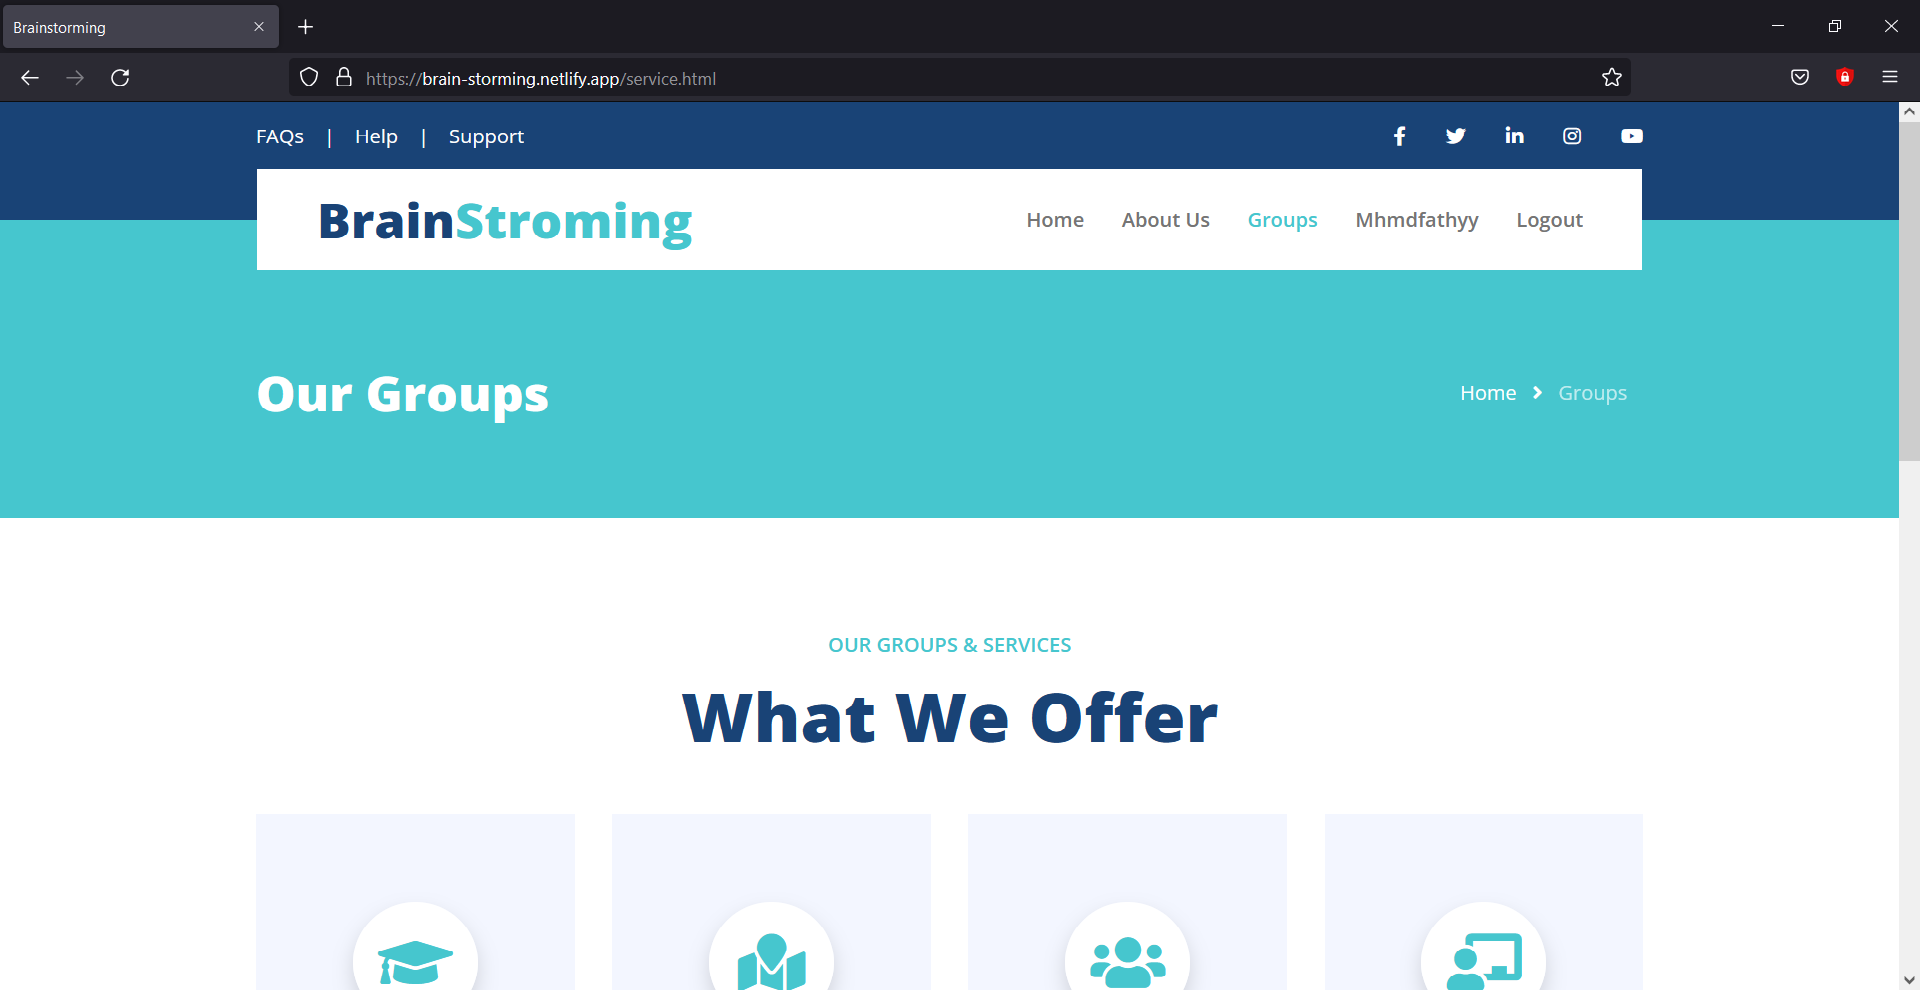 Brainstorming
https://brain-storming.netlify.app/service.html
FAQs | Help | Support
BrainStroming
Home About Us Groups Mhmdfathyy Logout
Our Groups
Home Groups
OUR GROUPS & SERVICES
What We Offer